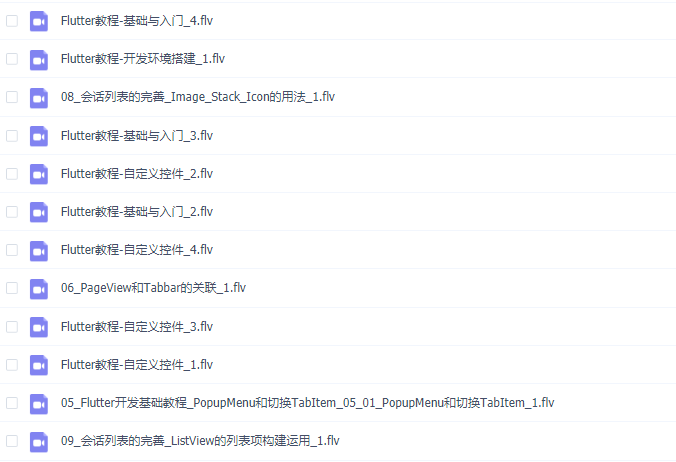 Flutter教程-基础与入门_4.flv
Flutter教程-开发环境搭建_1.flv
08_会话列表的完善_Image_Stack_Icon的用法_1.flv
Flutter教程-基础与入门_3.flv
Flutter教程-自定义控件_2.flv
Flutter教程-基础与入门_2.flv
Flutter教程-自定义控件_4.flv
06_PageView和Tabbar的关联_1.flv
Flutter教程-自定义控件_3.flv
Flutter教程-自定义控件_1.flv
05_Flutter开发基础教程_PopupMenu和切换TabItem_05_01_PopupMenu和切换TabItem_1.flv
09_会话列表的完善_ListView的列表项构建运用_1.flv